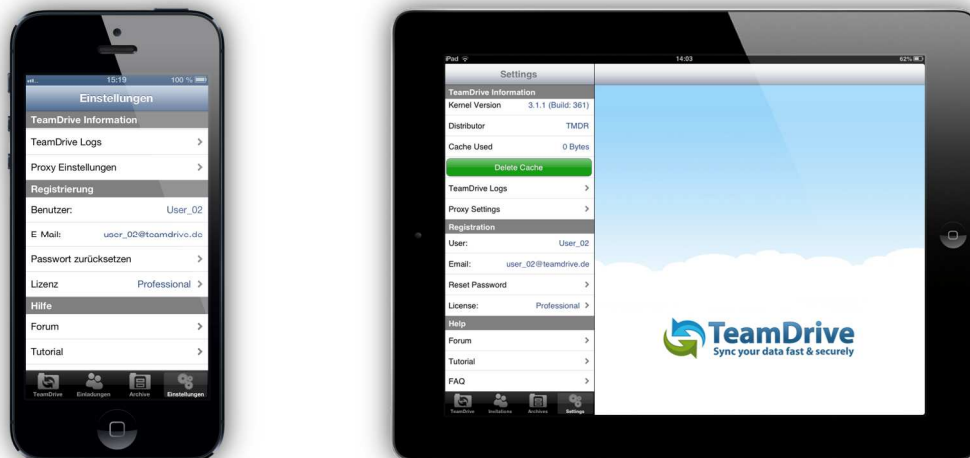 15:19 100 %
Einstellungen
TeamDrive Information
TeamDrive Logs
Proxy Einstellungen
Registrierung
Benutzer: User_02
E-Mail: user_02@teamdrive.de
Passwort zurücksetzen
Lizenz Professional
Hilfe
Forum
Tutorial
TeamDrive Einladungen Archive Einstellungen
iPad 14:03 62%
Settings
TeamDrive Information
Kernel Version 3.1.1 (Build: 361)
Distributor TMDR
Cache Used 0 Bytes
Delete Cache
TeamDrive Logs
Proxy Settings
Registration
User: User_02
Email: user_02@teamdrive.de
Reset Password
License: Professional
Help
Forum
Tutorial
FAQ
TeamDrive Invitations Archives Settings
TeamDrive
Sync your data fast & securely